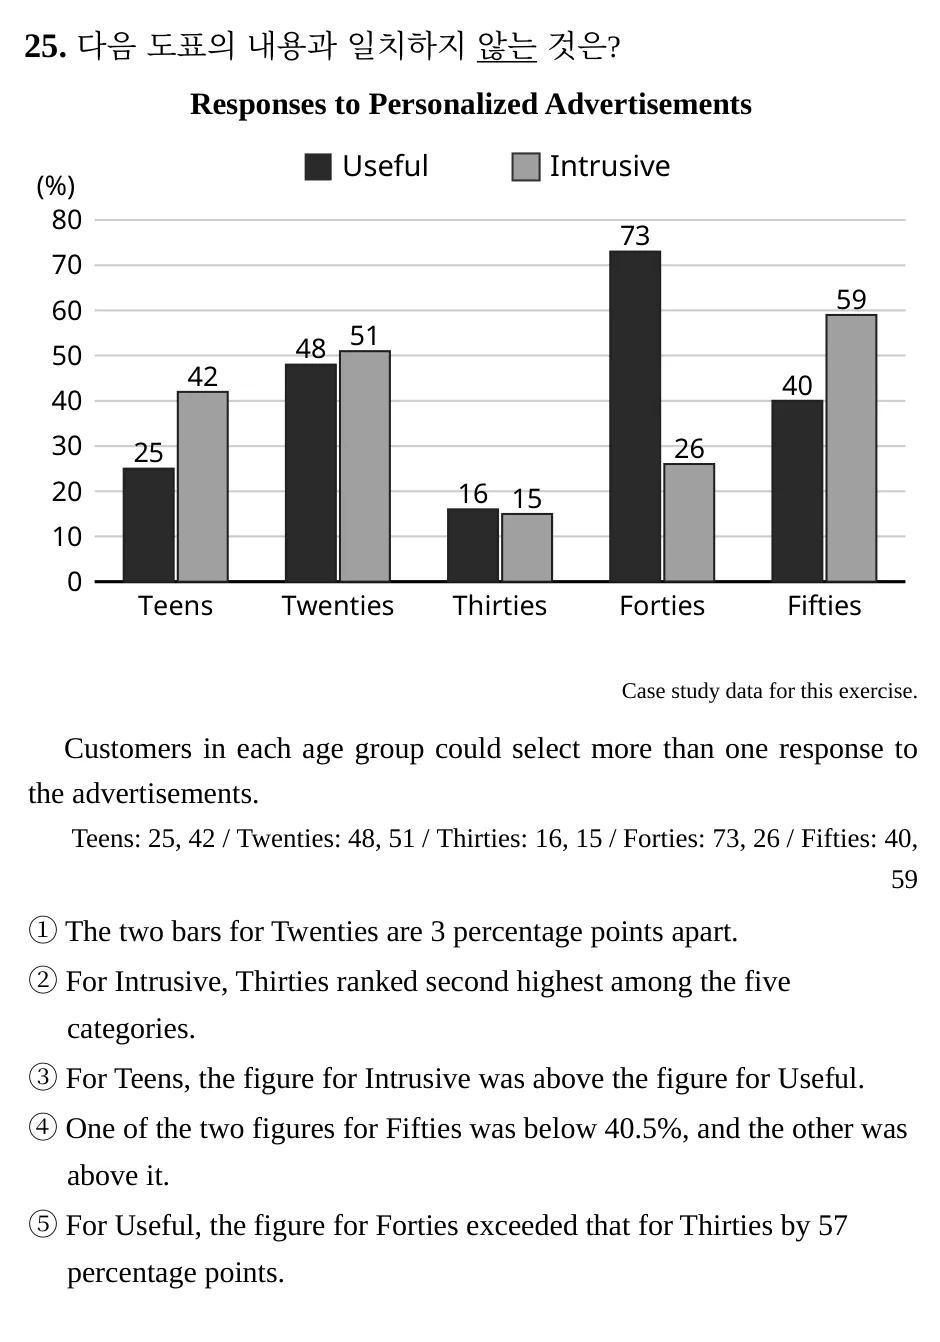 25. 다음 도표의 내용과 일치하지 않는 것은?
Responses to Personalized Advertisements
Useful Intrusive
(%)
80
70
60
50
40
30
20
10
0
25 42 48 51 16 15 73 26 40 59
Teens Twenties Thirties Forties Fifties
Case study data for this exercise.
Customers in each age group could select more than one response to
the advertisements.
Teens: 25, 42 / Twenties: 48, 51 / Thirties: 16, 15 / Forties: 73, 26 / Fifties: 40,
59
① The two bars for Twenties are 3 percentage points apart.
② For Intrusive, Thirties ranked second highest among the five
categories.
③ For Teens, the figure for Intrusive was above the figure for Useful.
④ One of the two figures for Fifties was below 40.5%, and the other was
above it.
⑤ For Useful, the figure for Forties exceeded that for Thirties by 57
percentage points.